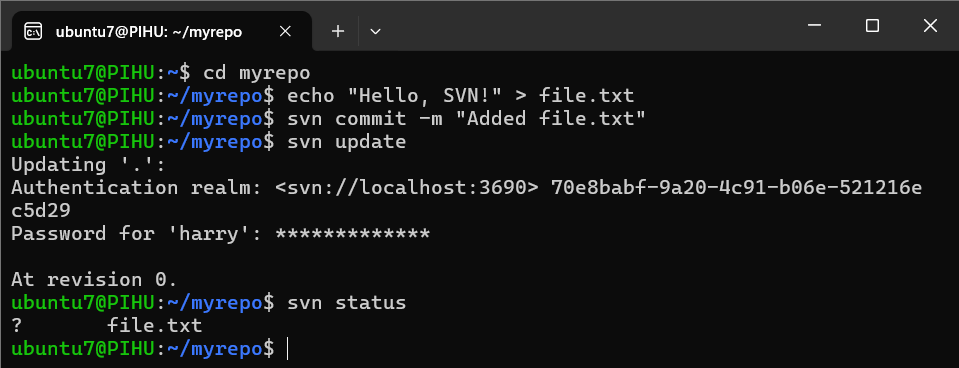 ubuntu7@PIHU: ~/myrepo
ubuntu7@PIHU:~$ cd myrepo
ubuntu7@PIHU:~/myrepo$ echo "Hello, SVN!" > file.txt
ubuntu7@PIHU:~/myrepo$ svn commit -m "Added file.txt"
ubuntu7@PIHU:~/myrepo$ svn update
Updating '.':
Authentication realm: <svn://localhost:3690> 70e8babf-9a20-4c91-b06e-521216e
c5d29
Password for 'harry': *************
At revision 0.
ubuntu7@PIHU:~/myrepo$ svn status
?       file.txt
ubuntu7@PIHU:~/myrepo$